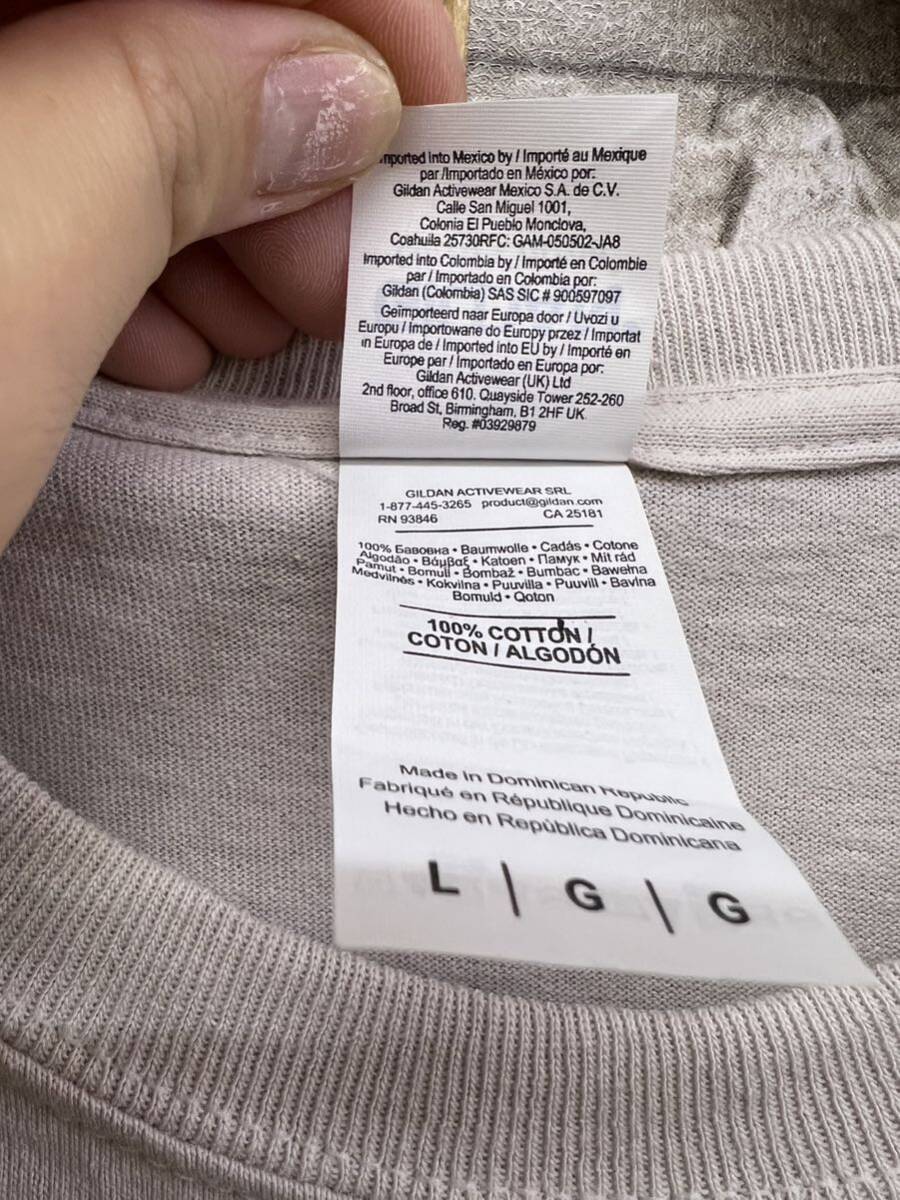 mported into Mexico by / Importé au Mexique
par /Importado en México por:
Gildan Activewear Mexico S.A. de C.V.
Calle San Miguel 1001,
Colonia El Pueblo Monclova,
Coahuila 25730RFC: GAM-050502-JA8
Imported into Colombia by / Importé en Colombie
par / Importado en Colombia por:
Gildan (Colombia) SAS SIC # 900597097
Geïmporteerd naar Europa door / Uvozi u
Europu / Importowane do Europy przez / Importat
in Europa de / Imported into EU by / Importé en
Europe par / Importado en Europa por:
Gildan Activewear (UK) Ltd
2nd floor, office 610. Quayside Tower 252-260
Broad St, Birmingham, B1 2HF UK
Reg. #03929879
GILDAN ACTIVEWEAR SRL
1-877-445-3265 product@gildan.com
RN 93846 CA 25181
100% Бавовна • Baumwolle • Cadás • Cotone
Algodão • Βάμβαξ • Katoen • Памук • Mit rád
Pamut • Bomull • Bombaž • Bumbac • Bawełna
Medvilnės • Kokvilna • Puuvilla • Puuvill • Bavlna
Bomuld • Qoton
100% COTTON /
COTON / ALGODÓN
Made in Dominican Republic
Fabriqué en République Dominicaine
Hecho en República Dominicana
L | G | G